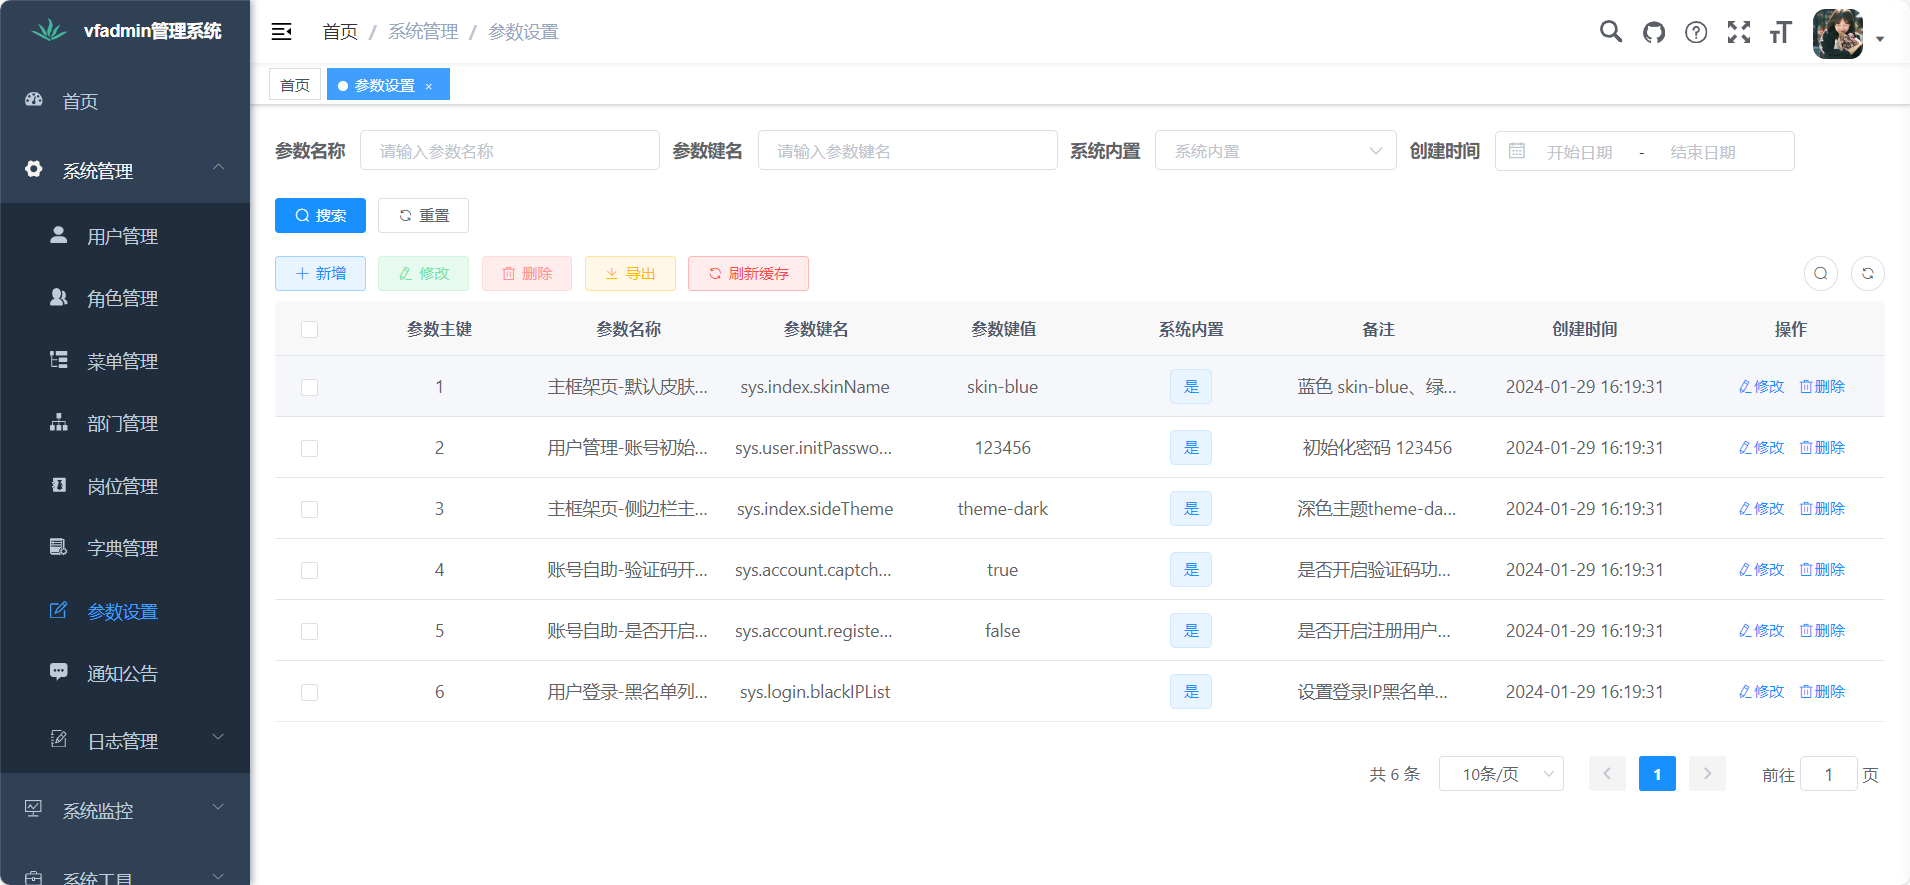 vfadmin管理系统
首页
系统管理
用户管理
角色管理
菜单管理
部门管理
岗位管理
字典管理
参数设置
通知公告
日志管理
系统监控
系统工具
首页 / 系统管理 / 参数设置
首页 参数设置 ×
参数名称 请输入参数名称 参数键名 请输入参数键名 系统内置 系统内置 创建时间 开始日期 - 结束日期
搜索 重置
新增 修改 删除 导出 刷新缓存
参数主键 参数名称 参数键名 参数键值 系统内置 备注 创建时间 操作
1 主框架页-默认皮肤... sys.index.skinName skin-blue 是 蓝色 skin-blue、绿... 2024-01-29 16:19:31 修改 删除
2 用户管理-账号初始... sys.user.initPasswo... 123456 是 初始化密码 123456 2024-01-29 16:19:31 修改 删除
3 主框架页-侧边栏主... sys.index.sideTheme theme-dark 是 深色主题theme-da... 2024-01-29 16:19:31 修改 删除
4 账号自助-验证码开... sys.account.captch... true 是 是否开启验证码功... 2024-01-29 16:19:31 修改 删除
5 账号自助-是否开启... sys.account.registe... false 是 是否开启注册用户... 2024-01-29 16:19:31 修改 删除
6 用户登录-黑名单列... sys.login.blackIPList 是 设置登录IP黑名单... 2024-01-29 16:19:31 修改 删除
共 6 条 10条/页 1 前往 1 页